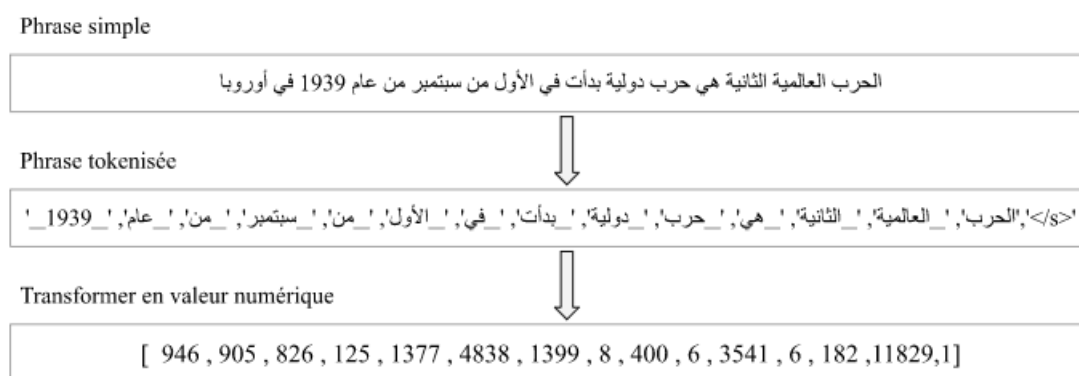 Phrase simple
الحرب العالمية الثانية هي حرب دولية بدأت في الأول من سبتمبر من عام 1939 في أوروبا
Phrase tokenisée
'</s>','الحرب', '_العالمية', '_الثانية', '_هي', '_حرب', '_دولية', '_بدأت', '_في', '_الأول', '_من', '_سبتمبر', '_من', '_عام', '_1939_'
Transformer en valeur numérique
[ 946 , 905 , 826 , 125 , 1377 , 4838 , 1399 , 8 , 400 , 6 , 3541 , 6 , 182 ,11829,1]